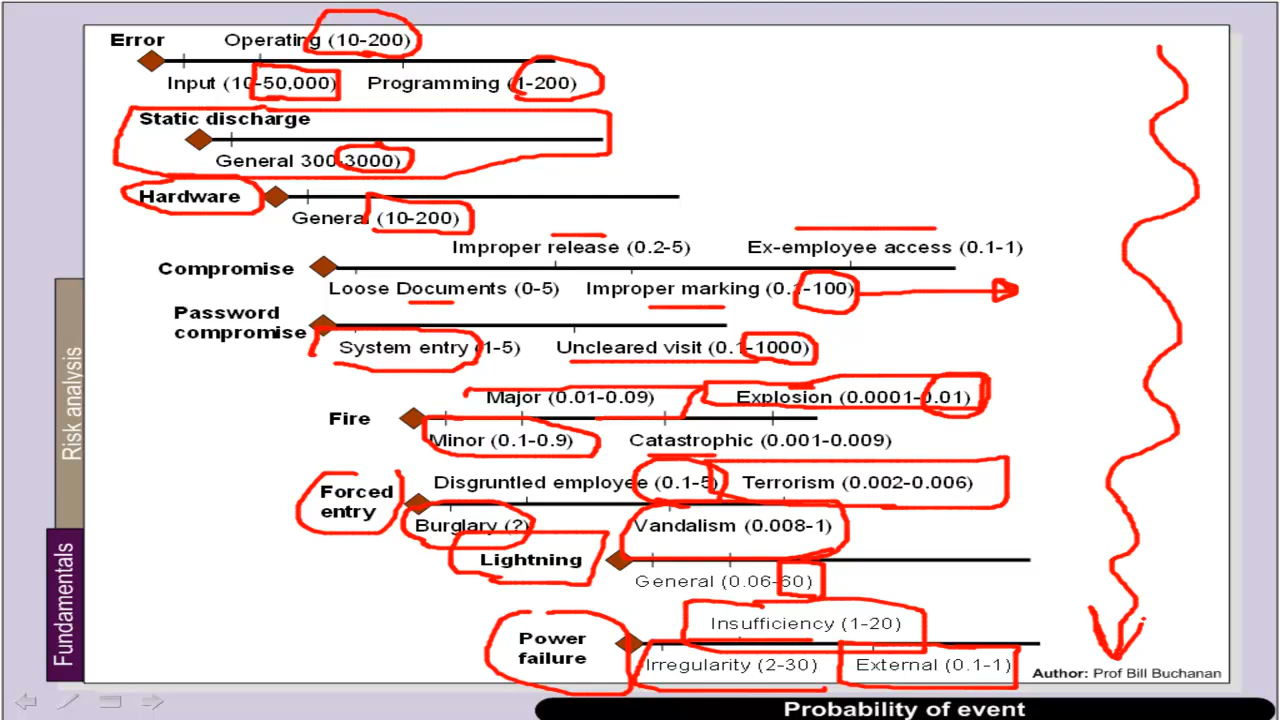 Error
Operating (10-200)
Input (10-50,000)
Programming (1-200)
Static discharge
General 300-3000)
Hardware
General (10-200)
Improper release (0.2-5)
Ex-employee access (0.1-1)
Compromise
Loose Documents (0-5)
Improper marking (0.1-100)
Password
compromise
System entry (1-5)
Uncleared visit (0.1-1000)
Major (0.01-0.09)
Explosion (0.0001-0.01)
Fire
Minor (0.1-0.9)
Catastrophic (0.001-0.009)
Disgruntled employee (0.1-5)
Terrorism (0.002-0.006)
Forced
entry
Burglary (?)
Vandalism (0.008-1)
Lightning
General (0.06-60)
Insufficiency (1-20)
Power
failure
Irregularity (2-30)
External (0.1-1)
Author: Prof Bill Buchanan
Risk analysis
Fundamentals
Probability of event